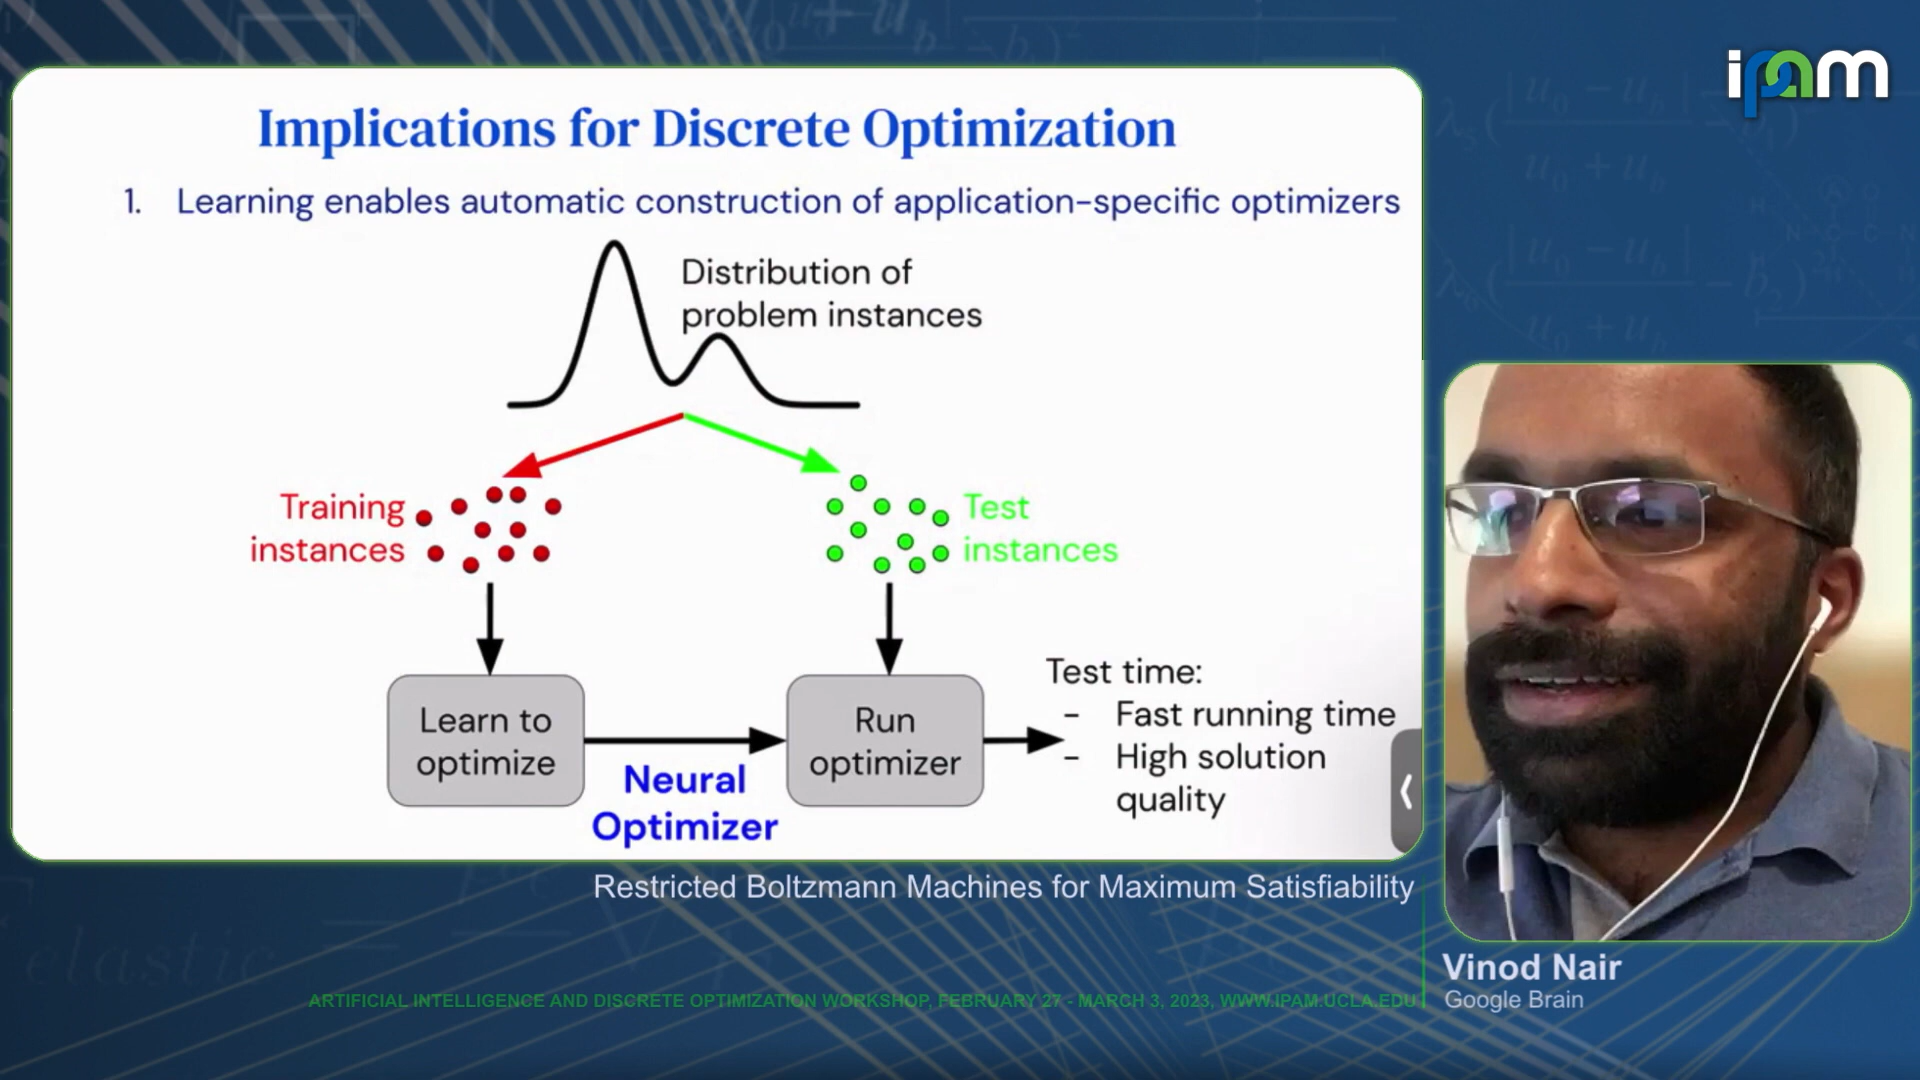 ipam
Implications for Discrete Optimization
1. Learning enables automatic construction of application-specific optimizers
Distribution of
problem instances
Training
instances
Test
instances
Learn to
optimize
Neural
Optimizer
Run
optimizer
Test time:
- Fast running time
- High solution
quality
Restricted Boltzmann Machines for Maximum Satisfiability
Vinod Nair
Google Brain
ARTIFICIAL INTELLIGENCE AND DISCRETE OPTIMIZATION WORKSHOP, FEBRUARY 27 - MARCH 3, 2023, WWW.IPAM.UCLA.EDU
elastic